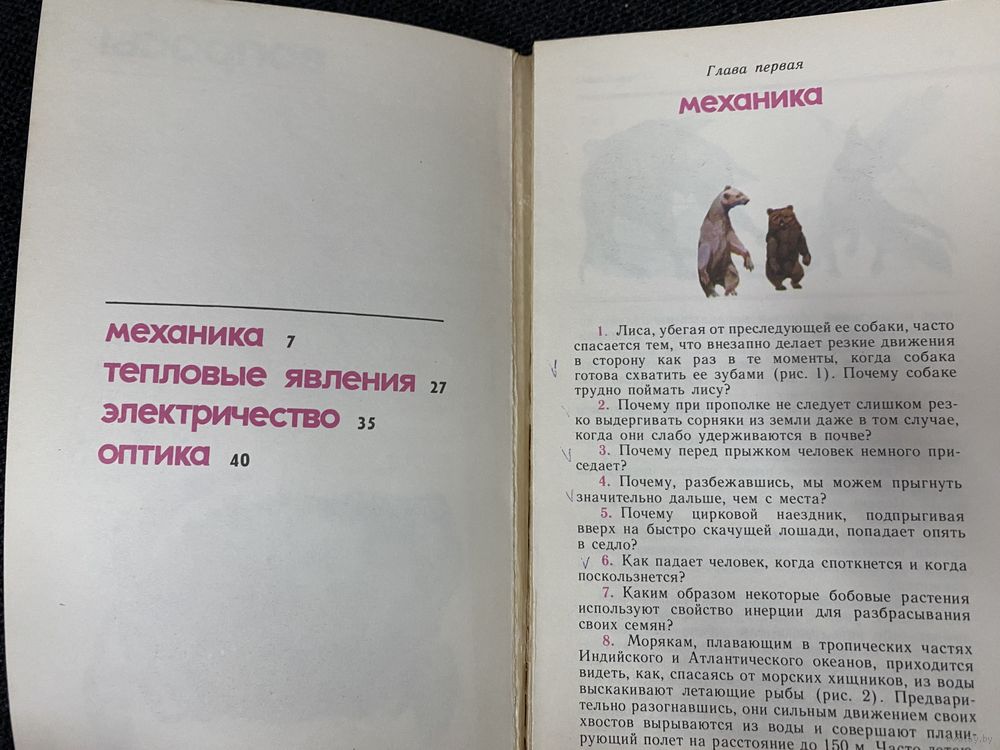 механика 7
тепловые явления 27
электричество 35
оптика 40
Глава первая
механика
1. Лиса, убегая от преследующей ее собаки, часто
спасается тем, что внезапно делает резкие движения
в сторону как раз в те моменты, когда собака
готова схватить ее зубами (рис. 1). Почему собаке
трудно поймать лису?
2. Почему при прополке не следует слишком рез-
ко выдергивать сорняки из земли даже в том случае,
когда они слабо удерживаются в почве?
3. Почему перед прыжком человек немного при-
седает?
4. Почему, разбежавшись, мы можем прыгнуть
значительно дальше, чем с места?
5. Почему цирковой наездник, подпрыгивая
вверх на быстро скачущей лошади, попадает опять
в седло?
6. Как падает человек, когда споткнется и когда
поскользнется?
7. Каким образом некоторые бобовые растения
используют свойство инерции для разбрасывания
своих семян?
8. Морякам, плавающим в тропических частях
Индийского и Атлантического океанов, приходится
видеть, как, спасаясь от морских хищников, из воды
выскакивают летающие рыбы (рис. 2). Предвари-
тельно разогнавшись, они сильным движением своих
хвостов вырываются из воды и совершают плани-
рующий полет на расстояние до 150 м. Часто